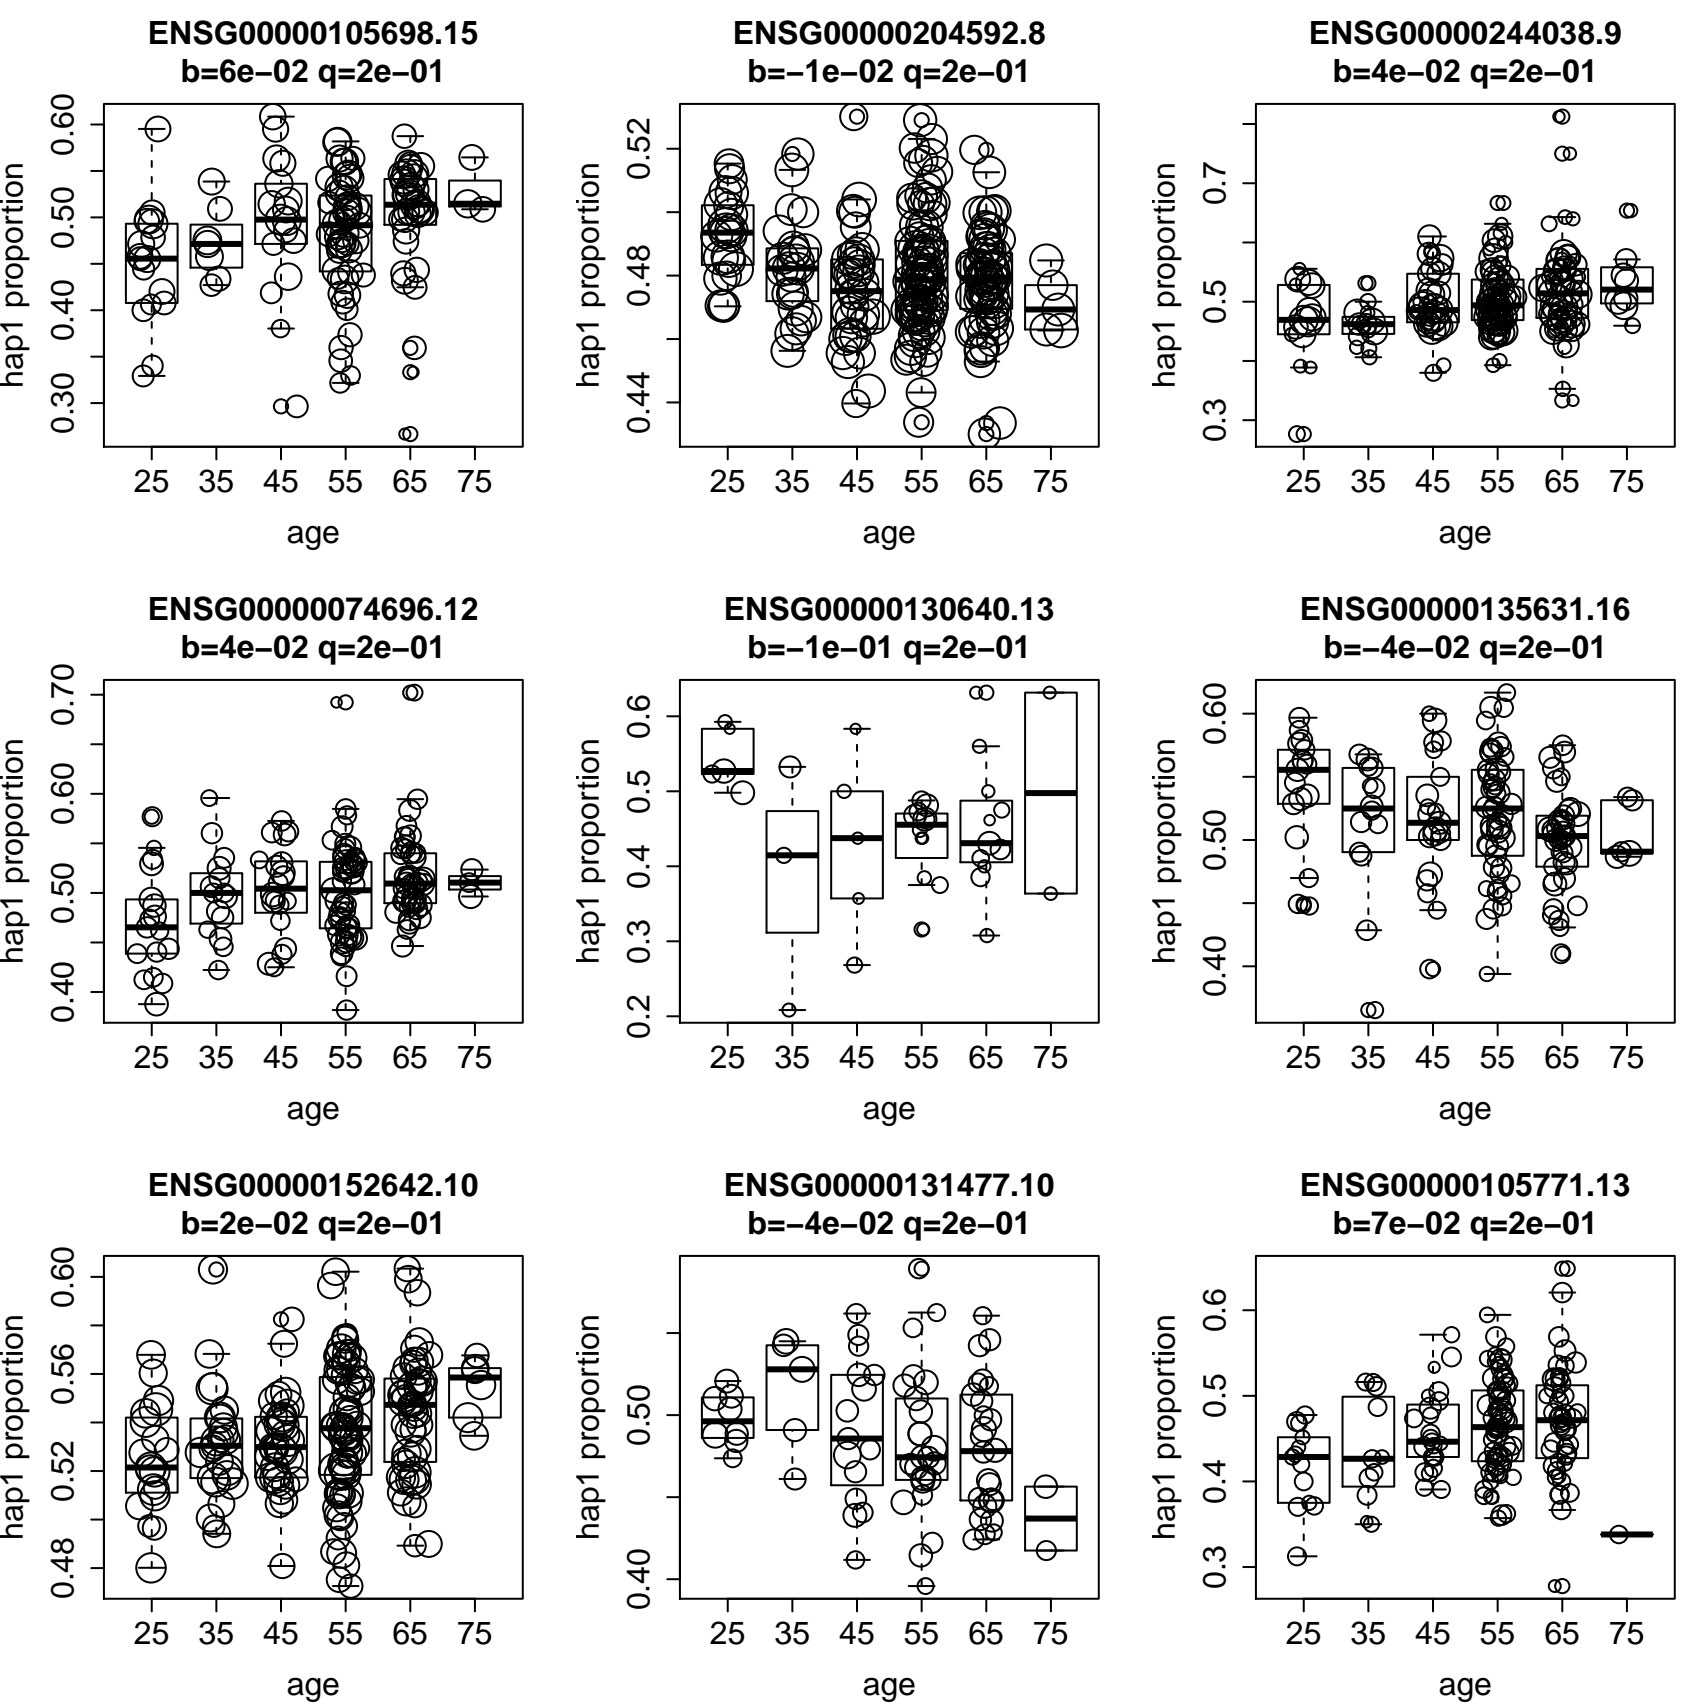 ENSG00000105698.15
b=6e−02 q=2e−01
hap1 proportion
0.60
0.50
0.40
0.30
25 35 45 55 65 75
age
ENSG00000204592.8
b=−1e−02 q=2e−01
hap1 proportion
0.52
0.48
0.44
25 35 45 55 65 75
age
ENSG00000244038.9
b=4e−02 q=2e−01
hap1 proportion
0.7
0.5
0.3
25 35 45 55 65 75
age
ENSG00000074696.12
b=4e−02 q=2e−01
hap1 proportion
0.70
0.60
0.50
0.40
25 35 45 55 65 75
age
ENSG00000130640.13
b=−1e−01 q=2e−01
hap1 proportion
0.6
0.5
0.4
0.3
0.2
25 35 45 55 65 75
age
ENSG00000135631.16
b=−4e−02 q=2e−01
hap1 proportion
0.60
0.50
0.40
25 35 45 55 65 75
age
ENSG00000152642.10
b=2e−02 q=2e−01
hap1 proportion
0.60
0.56
0.52
0.48
25 35 45 55 65 75
age
ENSG00000131477.10
b=−4e−02 q=2e−01
hap1 proportion
0.50
0.40
25 35 45 55 65 75
age
ENSG00000105771.13
b=7e−02 q=2e−01
hap1 proportion
0.6
0.5
0.4
0.3
25 35 45 55 65 75
age